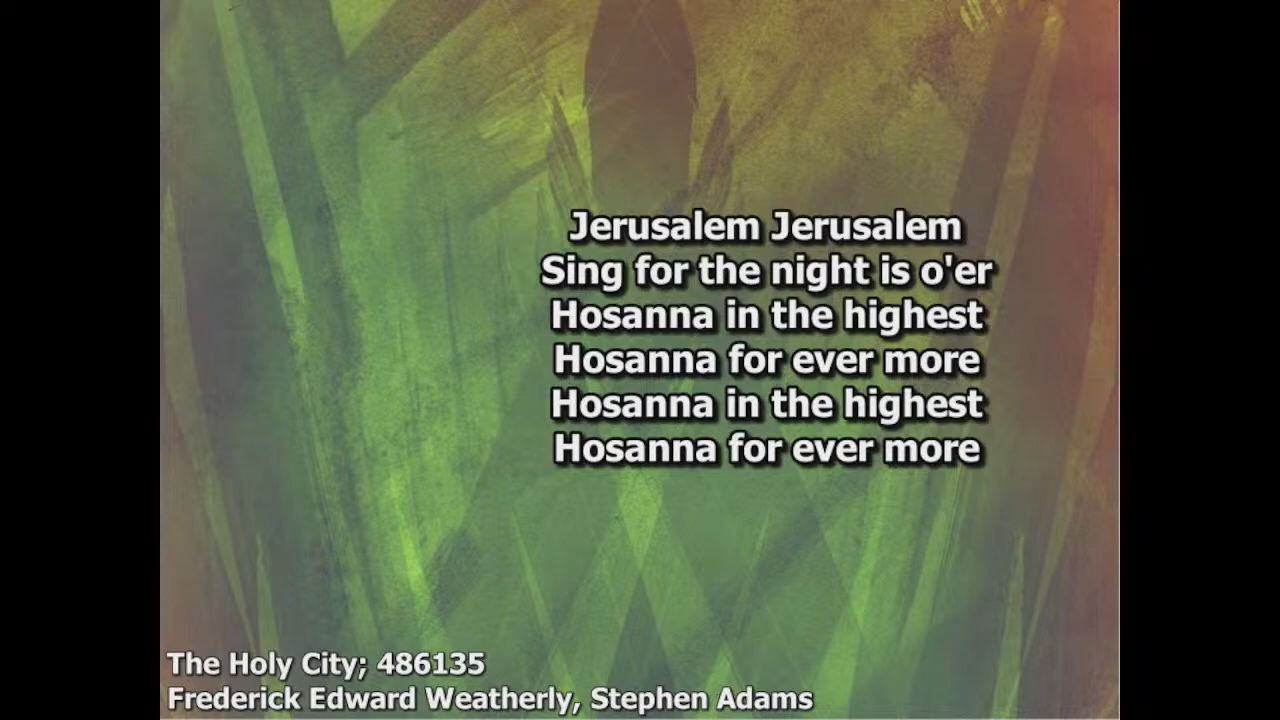 Jerusalem Jerusalem
Sing for the night is o'er
Hosanna in the highest
Hosanna for ever more
Hosanna in the highest
Hosanna for ever more
The Holy City; 486135
Frederick Edward Weatherly, Stephen Adams